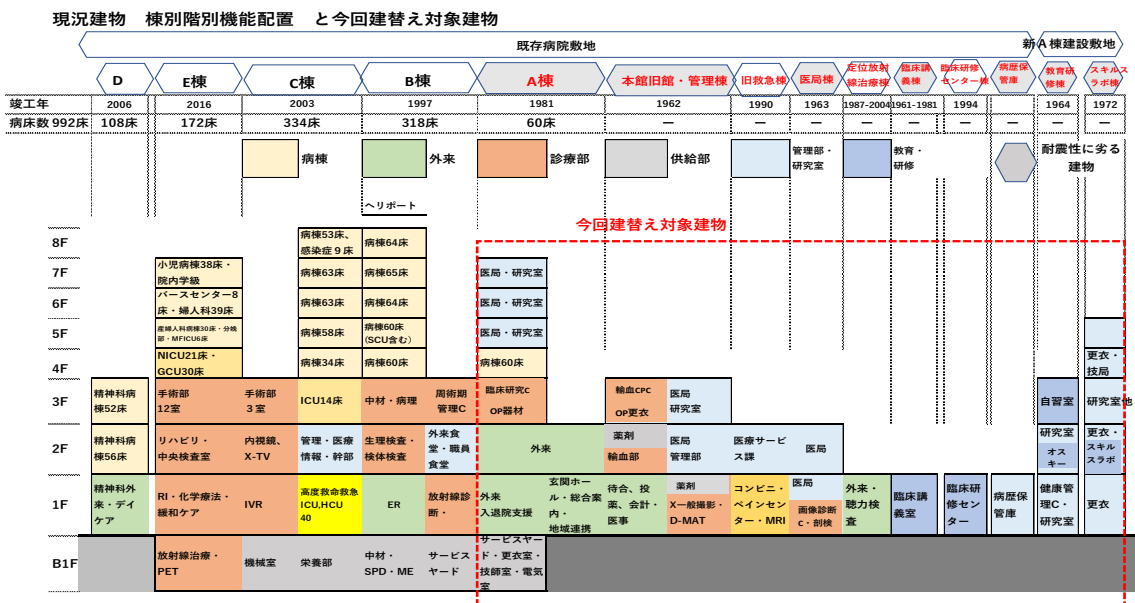 現況建物　棟別階別機能配置　と今回建替え対象建物
既存病院敷地
新A棟建設敷地
D
E棟
C棟
B棟
A棟
本館旧館・管理棟
旧救急棟
医局棟
定位放射
線治療棟
臨床講
義棟
臨床研修
センター棟
病歴保
管庫
教育研
修棟
スキルス
ラボ棟
竣工年
2006
2016
2003
1997
1981
1962
1990
1963
1987-2004
1961-1981
1994
1964
1972
病床数 992床
108床
172床
334床
318床
60床
ー
ー
ー
ー
ー
ー
ー
ー
ー
病棟
外来
診療部
供給部
管理部・
研究室
教育・
研修
耐震性に劣る
建物
ヘリポート
今回建替え対象建物
8F
病棟53床、
感染症９床
病棟64床
7F
小児病棟38床・
院内学級
病棟63床
病棟65床
医局・研究室
6F
バースセンター8
床・婦人科39床
病棟63床
病棟64床
医局・研究室
5F
産婦人科病棟30床・分娩
部・MFICU6床
病棟58床
病棟60床
(SCU含む)
医局・研究室
4F
NICU21床・
GCU30床
病棟34床
病棟60床
病棟60床
更衣・
技局
3F
精神科病
棟52床
手術部
12室
手術部
３室
ICU14床
中材・病理
周術期
管理C
臨床研究C
OP器材
輸血CPC
OP更衣
医局
研究室
自習室
研究室他
2F
精神科病
棟56床
リハビリ・
中央検査室
内視鏡、
X-TV
管理・医療
情報・幹部
生理検査・
検体検査
外来食
堂・職員
食堂
外来
薬剤
輸血部
医局
管理部
医療サービ
ス課
医局
研究室
オス
キー
更衣・
スキル
スラボ
1F
精神科外
来・デイ
ケア
RI・化学療法・
緩和ケア
IVR
高度救命救急
ICU,HCU
40
ER
放射線診
断・
外来
入退院支援
玄関ホー
ル・総合案
内・
地域連携
待合、投
薬、会計・
医事
薬剤
X一般撮影・
D-MAT
コンビニ・
ペインセン
ター・MRI
医局
画像診断
C・剖検
外来・
聴力検
査
臨床講
義室
臨床研
修セン
ター
病歴保
管庫
健康管
理C・
研究室
更衣
B1F
放射線治療・
PET
機械室
栄養部
中材・
SPD・ME
サービス
ヤード
サービスヤー
ド・更衣室・
技師室・電気
室